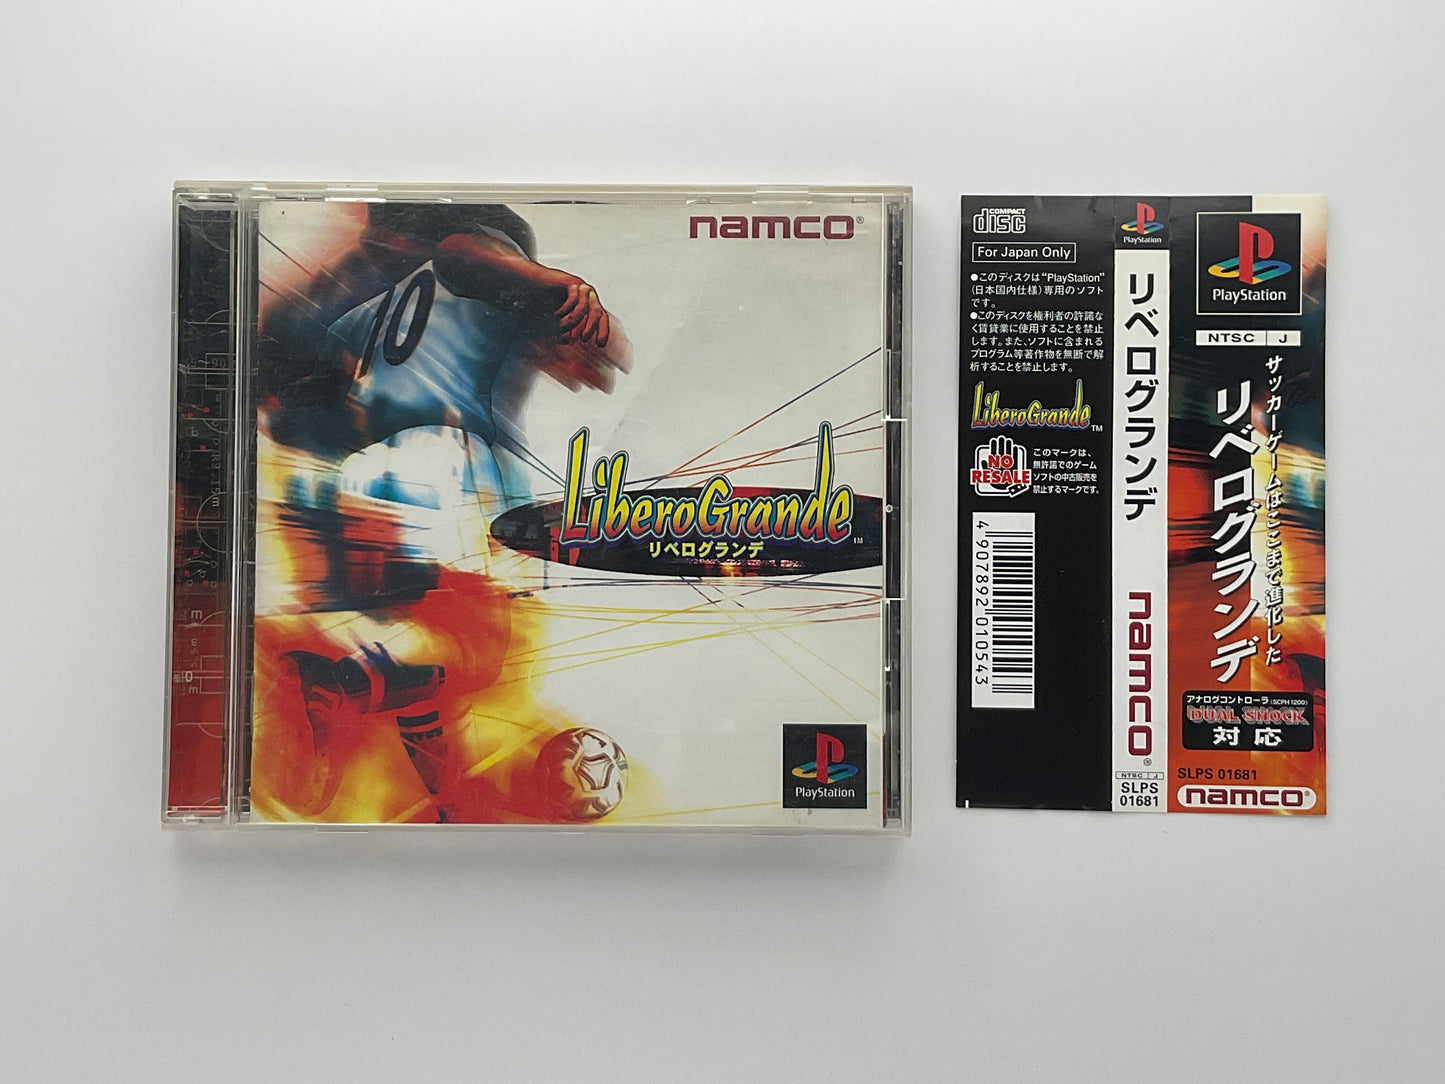 namco®
10
LiberoGrande™
リベログランデ
PlayStation
COMPACT
disc
For Japan Only
●このディスクは"PlayStation"
(日本国内仕様)専用のソフト
です。
●このディスクを権利者の許諾な
く賃貸業に使用することを禁止
します。また、ソフトに含まれる
プログラム等著作物を無断で解
析することを禁止します。
LiberoGrande™
NO
RESALE
このマークは、
無許諾でのゲーム
ソフトの中古販売を
禁止するマークです。
4 907892 010543
PlayStation
リベログランデ
namco®
NTSC J
SLPS
01681
PlayStation
NTSC J
サッカーゲームはここまで進化した
リベログランデ
アナログコントローラ(SCPH 1200)
DUAL SHOCK
対応
SLPS 01681
namco®